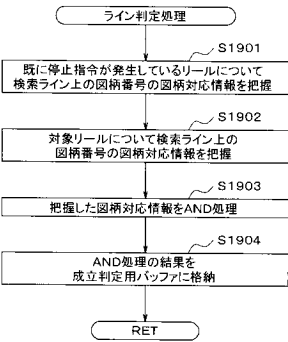 ライン判定処理
S1901
既に停止指令が発生しているリールについて
検索ライン上の図柄番号の図柄対応情報を把握
S1902
対象リールについて検索ライン上の
図柄番号の図柄対応情報を把握
S1903
把握した図柄対応情報をAND処理
S1904
AND処理の結果を
成立判定用バッファに格納
RET